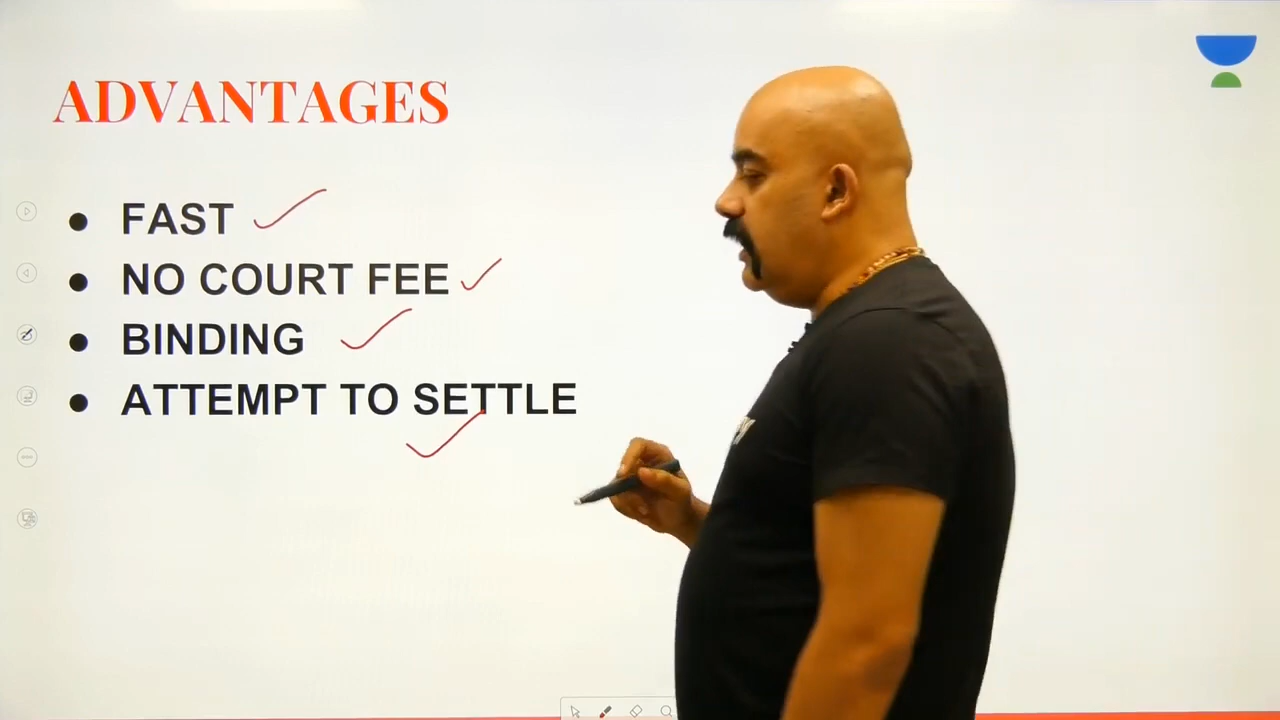 ADVANTAGES
● FAST
● NO COURT FEE
● BINDING
● ATTEMPT TO SETTLE